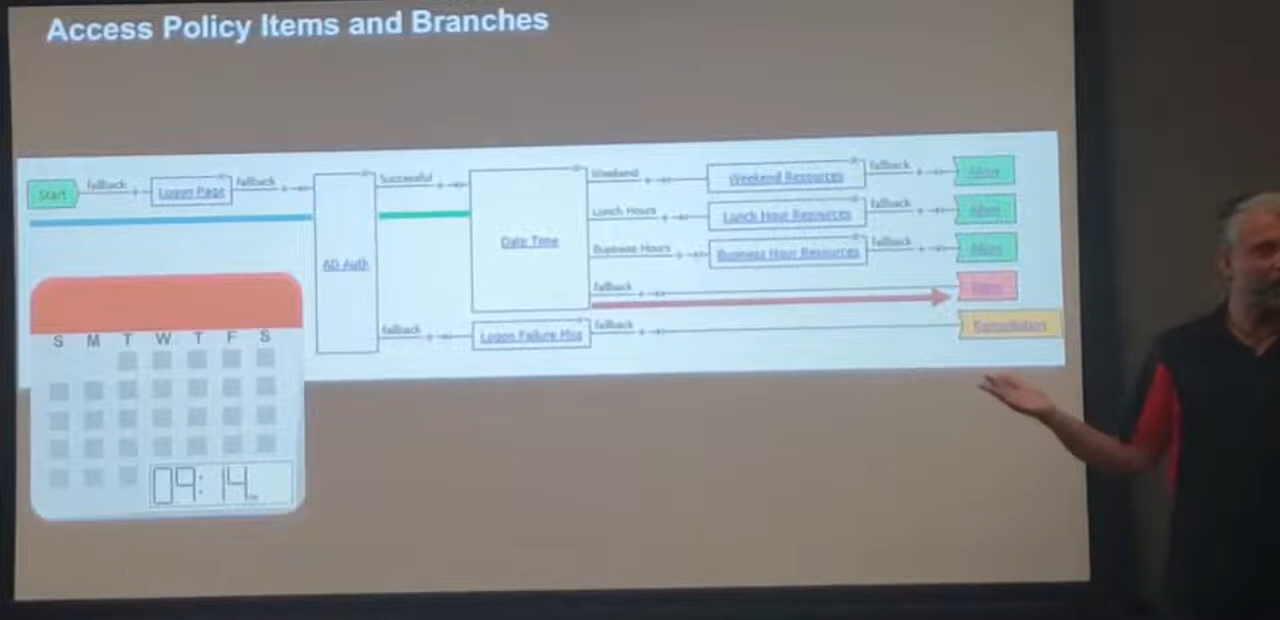 Access Policy Items and Branches
Start
fallback
Logon Page
fallback
AD Auth
Successful
Date Time
Weekend
Weekend Resources
fallback
Allow
Lunch Hours
Lunch Hour Resources
fallback
Allow
Business Hours
Business Hour Resources
fallback
Allow
fallback
fallback
Logon Failure Msg
fallback
Remediation
S M T W T F S
09:14